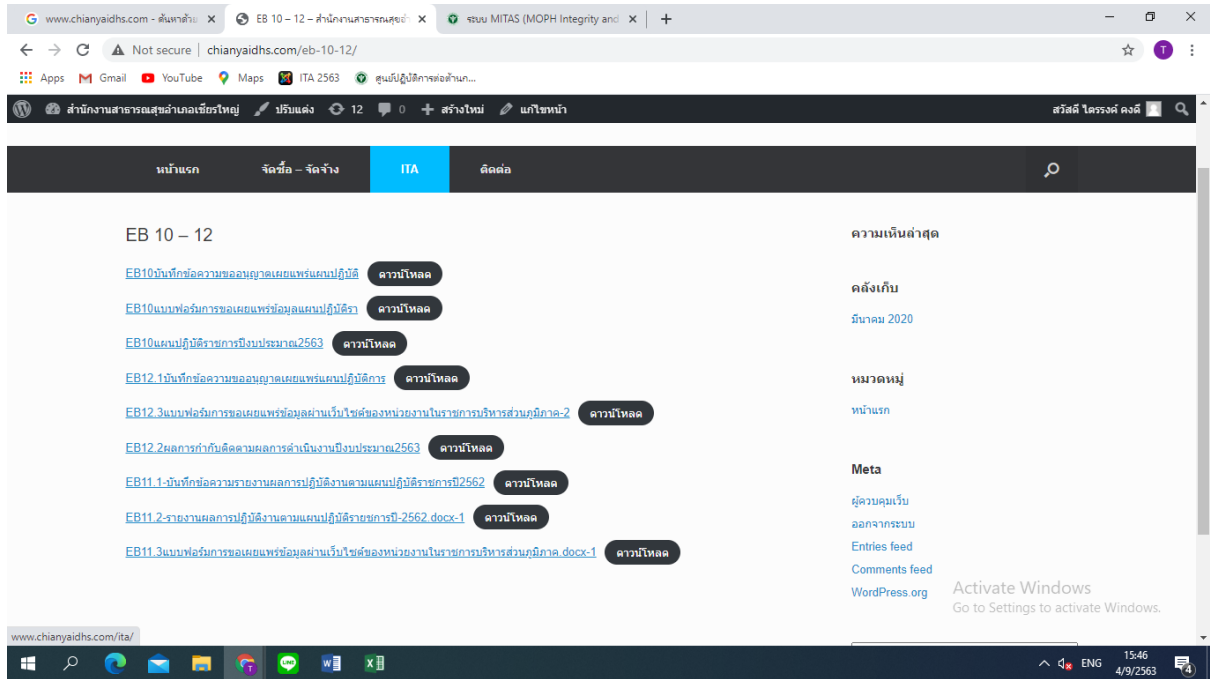 www.chianyaidhs.com - ค้นหาด้วย
EB 10 – 12 – สำนักงานสาธารณสุขอำ
ระบบ MITAS (MOPH Integrity and
Not secure | chianyaidhs.com/eb-10-12/
Apps Gmail YouTube Maps ITA 2563 ศูนย์ปฏิบัติการต่อต้านก...
สำนักงานสาธารณสุขอำเภอเชียรใหญ่ ปรับแต่ง 12 0 สร้างใหม่ แก้ไขหน้า สวัสดี ไตรรงค์ คงดี
หน้าแรก จัดซื้อ – จัดจ้าง ITA ติดต่อ
EB 10 – 12
EB10บันทึกข้อความขออนุญาตเผยแพร่แผนปฏิบัติ ดาวน์โหลด
EB10แบบฟอร์มการขอเผยแพร่ข้อมูลแผนปฏิบัติรา ดาวน์โหลด
EB10แผนปฏิบัติราชการปีงบประมาณ2563 ดาวน์โหลด
EB12.1บันทึกข้อความขออนุญาตเผยแพร่แผนปฏิบัติการ ดาวน์โหลด
EB12.3แบบฟอร์มการขอเผยแพร่ข้อมูลผ่านเว็บไซต์ของหน่วยงานในราชการบริหารส่วนภูมิภาค-2 ดาวน์โหลด
EB12.2ผลการกำกับติดตามผลการดำเนินงานปีงบประมาณ2563 ดาวน์โหลด
EB11.1-บันทึกข้อความรายงานผลการปฏิบัติงานตามแผนปฏิบัติราชการปี2562 ดาวน์โหลด
EB11.2-รายงานผลการปฏิบัติงานตามแผนปฏิบัติรายชการปี-2562.docx-1 ดาวน์โหลด
EB11.3แบบฟอร์มการขอเผยแพร่ข้อมูลผ่านเว็บไซต์ของหน่วยงานในราชการบริหารส่วนภูมิภาค.docx-1 ดาวน์โหลด
ความเห็นล่าสุด
คลังเก็บ
มีนาคม 2020
หมวดหมู่
หน้าแรก
Meta
ผู้ควบคุมเว็บ
ออกจากระบบ
Entries feed
Comments feed
WordPress.org
Activate Windows
Go to Settings to activate Windows.
www.chianyaidhs.com/ita/
ENG 15:46
4/9/2563